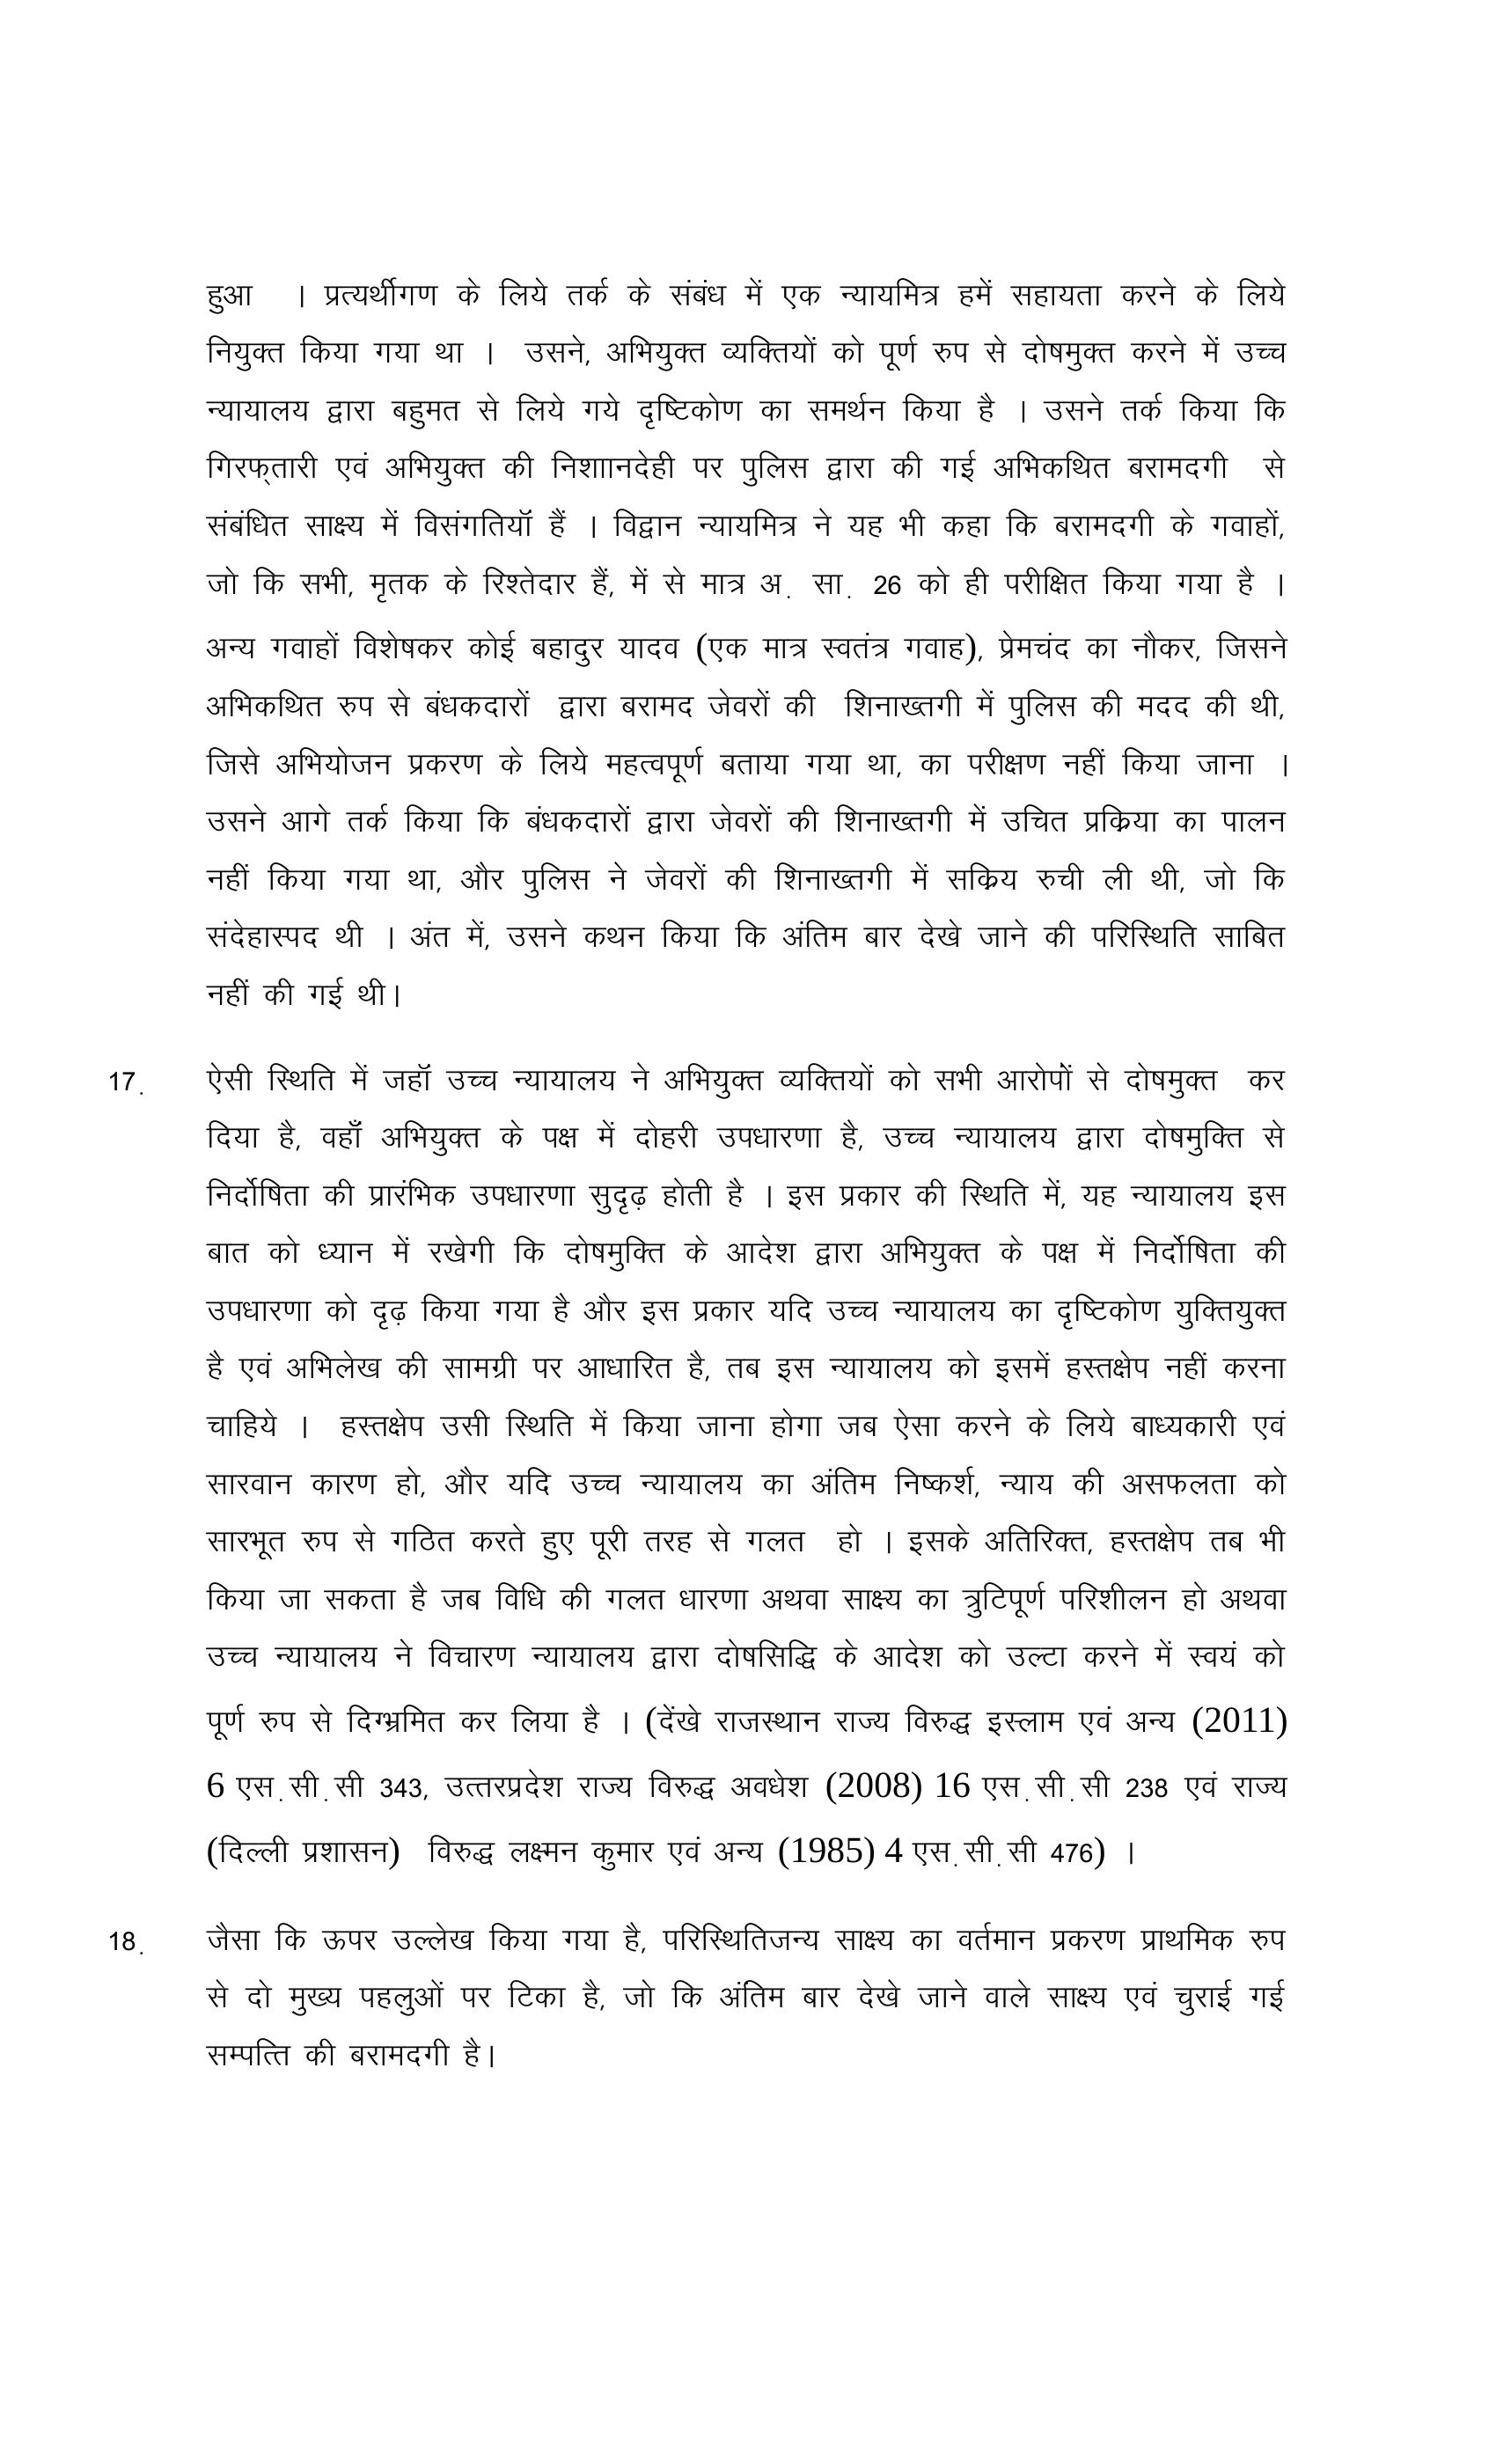 हुआ । प्रत्यर्थीगण के लिये तर्क के संबंध में एक न्यायमित्र हमें सहायता करने के लिये
नियुक्त किया गया था । उसने, अभियुक्त व्यक्तियों को पूर्ण रुप से दोषमुक्त करने में उच्च
न्यायालय द्वारा बहुमत से लिये गये दृष्टिकोण का समर्थन किया है । उसने तर्क किया कि
गिरफ्तारी एवं अभियुक्त की निशाानदेही पर पुलिस द्वारा की गई अभिकथित बरामदगी से
संबंधित साक्ष्य में विसंगतियॉ हैं । विद्वान न्यायमित्र ने यह भी कहा कि बरामदगी के गवाहों,
जो कि सभी, मृतक के रिश्तेदार हैं, में से मात्र अ. सा. 26 को ही परीक्षित किया गया है ।
अन्य गवाहों विशेषकर कोई बहादुर यादव (एक मात्र स्वतंत्र गवाह), प्रेमचंद का नौकर, जिसने
अभिकथित रुप से बंधकदारों द्वारा बरामद जेवरों की शिनाख्तगी में पुलिस की मदद की थी,
जिसे अभियोजन प्रकरण के लिये महत्वपूर्ण बताया गया था, का परीक्षण नहीं किया जाना ।
उसने आगे तर्क किया कि बंधकदारों द्वारा जेवरों की शिनाख्तगी में उचित प्रक्रिया का पालन
नहीं किया गया था, और पुलिस ने जेवरों की शिनाख्तगी में सक्रिय रुची ली थी, जो कि
संदेहास्पद थी । अंत में, उसने कथन किया कि अंतिम बार देखे जाने की परिस्थिति साबित
नहीं की गई थी।
17. ऐसी स्थिति में जहॉ उच्च न्यायालय ने अभियुक्त व्यक्तियों को सभी आरोपों से दोषमुक्त कर
दिया है, वहाँ अभियुक्त के पक्ष में दोहरी उपधारणा है, उच्च न्यायालय द्वारा दोषमुक्ति से
निर्दोषिता की प्रारंभिक उपधारणा सुदृढ़ होती है । इस प्रकार की स्थिति में, यह न्यायालय इस
बात को ध्यान में रखेगी कि दोषमुक्ति के आदेश द्वारा अभियुक्त के पक्ष में निर्दोषिता की
उपधारणा को दृढ़ किया गया है और इस प्रकार यदि उच्च न्यायालय का दृष्टिकोण युक्तियुक्त
है एवं अभिलेख की सामग्री पर आधारित है, तब इस न्यायालय को इसमें हस्तक्षेप नहीं करना
चाहिये । हस्तक्षेप उसी स्थिति में किया जाना होगा जब ऐसा करने के लिये बाध्यकारी एवं
सारवान कारण हो, और यदि उच्च न्यायालय का अंतिम निष्कर्श, न्याय की असफलता को
सारभूत रुप से गठित करते हुए पूरी तरह से गलत हो । इसके अतिरिक्त, हस्तक्षेप तब भी
किया जा सकता है जब विधि की गलत धारणा अथवा साक्ष्य का त्रुटिपूर्ण परिशीलन हो अथवा
उच्च न्यायालय ने विचारण न्यायालय द्वारा दोषसिद्धि के आदेश को उल्टा करने में स्वयं को
पूर्ण रुप से दिग्भ्रमित कर लिया है । (देंखे राजस्थान राज्य विरुद्ध इस्लाम एवं अन्य (2011)
6 एस.सी.सी 343, उत्तरप्रदेश राज्य विरुद्ध अवधेश (2008) 16 एस.सी.सी 238 एवं राज्य
(दिल्ली प्रशासन) विरुद्ध लक्ष्मन कुमार एवं अन्य (1985) 4 एस.सी.सी 476) ।
18. जैसा कि ऊपर उल्लेख किया गया है, परिस्थितिजन्य साक्ष्य का वर्तमान प्रकरण प्राथमिक रुप
से दो मुख्य पहलुओं पर टिका है, जो कि अंतिम बार देखे जाने वाले साक्ष्य एवं चुराई गई
सम्पत्ति की बरामदगी है।